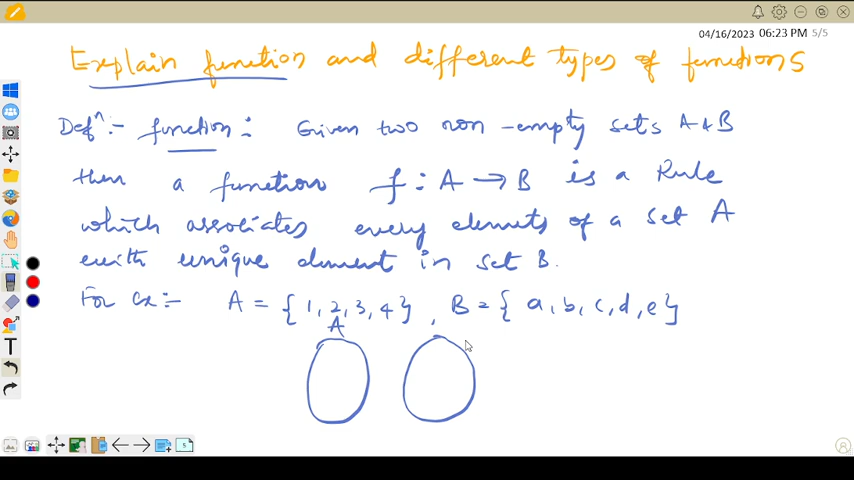 04/16/2023 06:23 PM 5/5
Explain function and different types of functions
Defⁿ:- function: Given two non-empty sets A & B
then a function f : A → B is a Rule
which associates every elements of a set A
with unique element in set B.
For ex:- A = {1, 2, 3, 4}, B = { a, b, c, d, e}
A
T
5